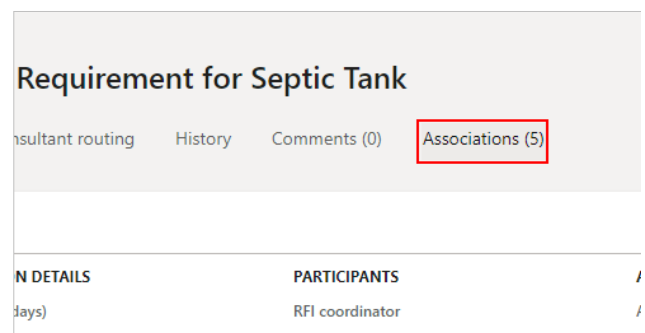 Requirement for Septic Tank
nsultant routing History Comments (0) Associations (5)
N DETAILS PARTICIPANTS
days) RFI coordinator